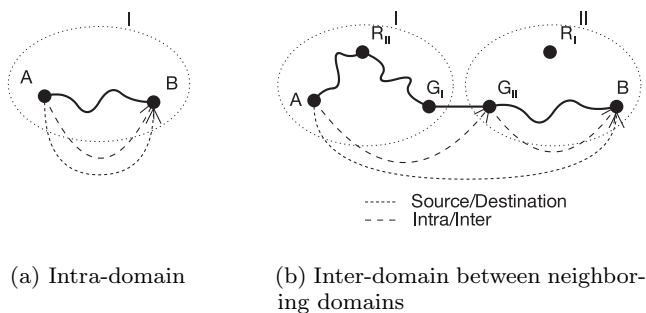 I
A
B
I
II
R_II
R_I
A
G_I
G_II
B
Source/Destination
Intra/Inter
(a) Intra-domain
(b) Inter-domain between neighbor-
ing domains